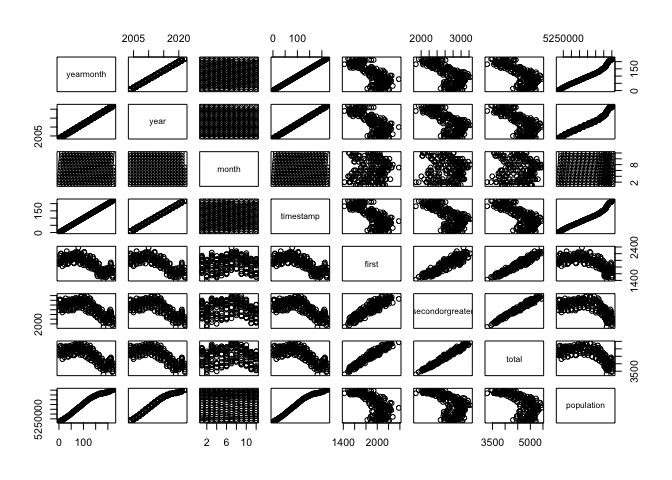 2005 2020 0 100 2000 3000 5250000
yearmonth 0 150
2005 year
month 2 8
0 150 timestamp
first 1400 2400
2000 secondorgreater
total 3500
5250000 population
0 100 2 6 10 1400 2000 3500 5000